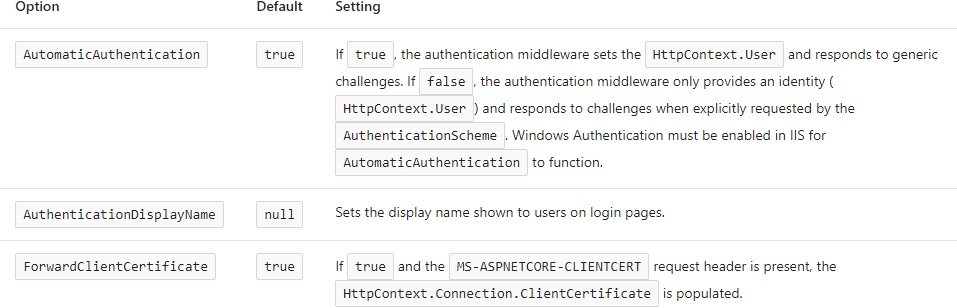 Option Default Setting
AutomaticAuthentication true If true , the authentication middleware sets the HttpContext.User and responds to generic
challenges. If false , the authentication middleware only provides an identity (
HttpContext.User ) and responds to challenges when explicitly requested by the
AuthenticationScheme . Windows Authentication must be enabled in IIS for
AutomaticAuthentication to function.
AuthenticationDisplayName null Sets the display name shown to users on login pages.
ForwardClientCertificate true If true and the MS-ASPNETCORE-CLIENTCERT request header is present, the
HttpContext.Connection.ClientCertificate is populated.